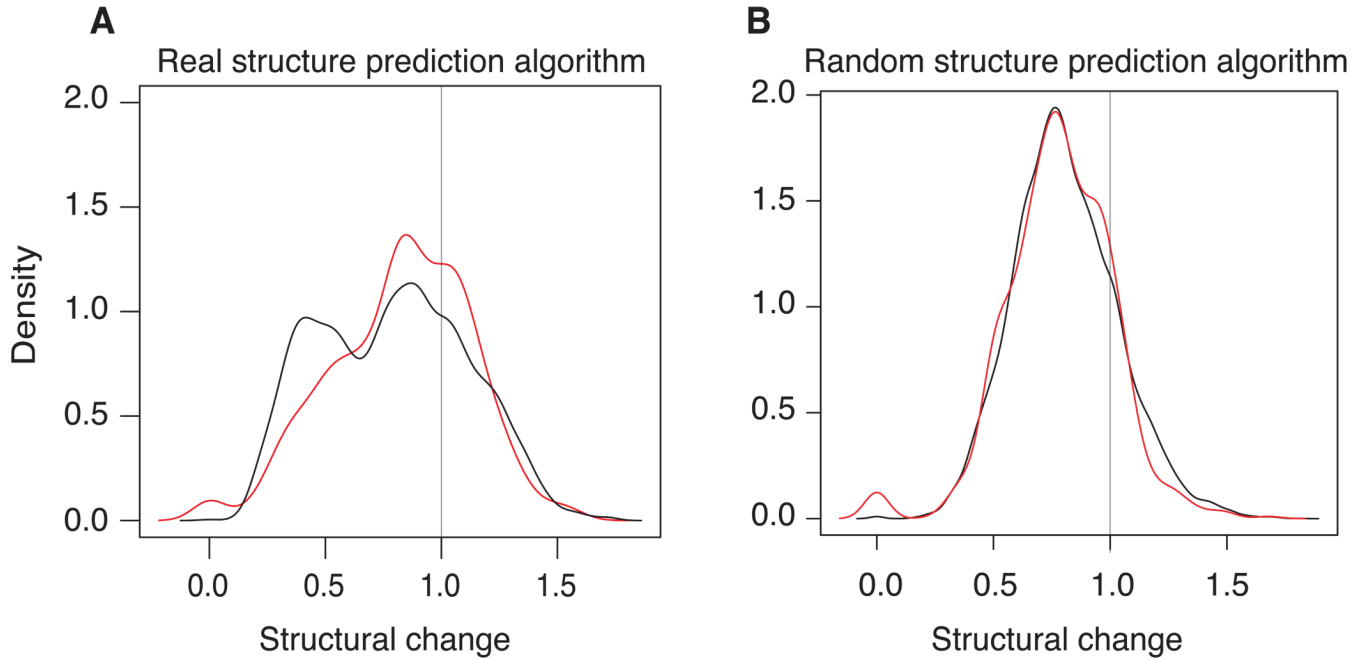 A
Real structure prediction algorithm
Density
2.0
1.5
1.0
0.5
0.0
0.0 0.5 1.0 1.5
Structural change
B
Random structure prediction algorithm
2.0
1.5
1.0
0.5
0.0
0.0 0.5 1.0 1.5
Structural change